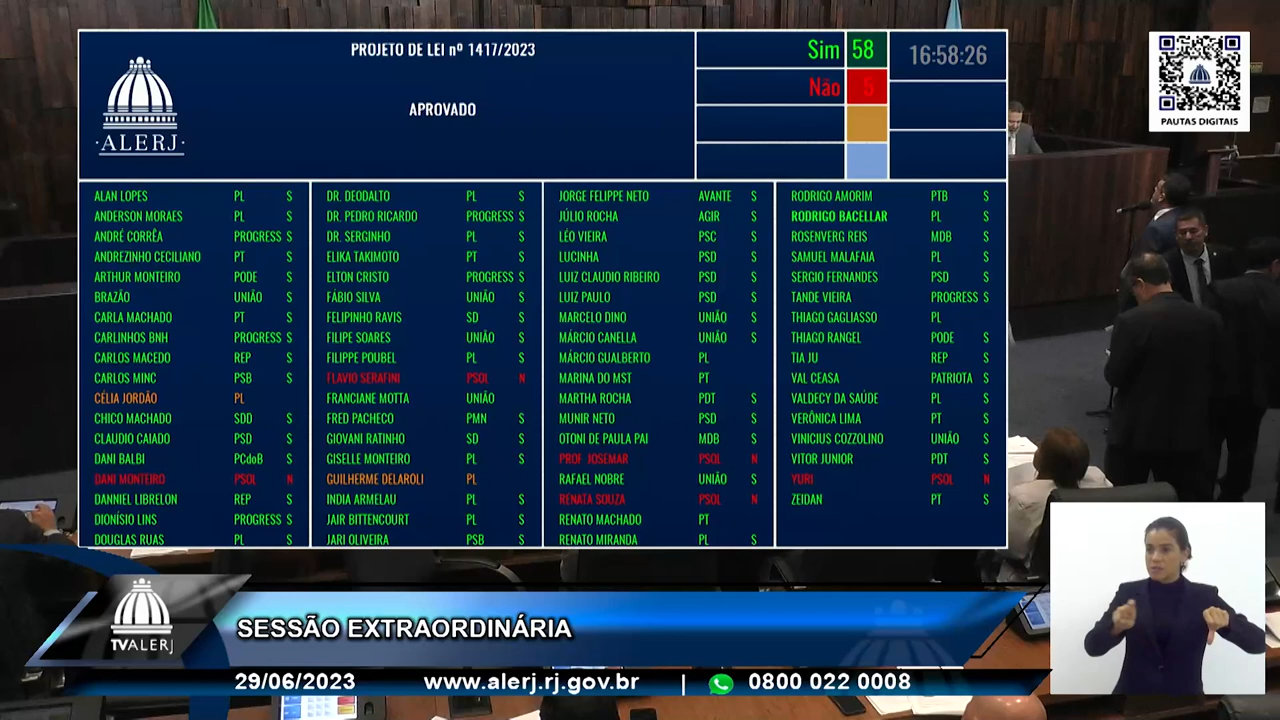 PROJETO DE LEI nº 1417/2023
APROVADO
ALERJ
Sim 58
Não 5
16:58:26
PAUTAS DIGITAIS
ALAN LOPES PL S
ANDERSON MORAES PL S
ANDRÉ CORRÊA PROGRESS S
ANDREZINHO CECILIANO PT S
ARTHUR MONTEIRO PODE S
BRAZÃO UNIÃO S
CARLA MACHADO PT S
CARLINHOS BNH PROGRESS S
CARLOS MACEDO REP S
CARLOS MINC PSB S
CÉLIA JORDÃO PL
CHICO MACHADO SDD S
CLAUDIO CAIADO PSD S
DANI BALBI PCdoB S
DANI MONTEIRO PSOL N
DANNIEL LIBRELON REP S
DIONÍSIO LINS PROGRESS S
DOUGLAS RUAS PL S
DR. DEODALTO PL S
DR. PEDRO RICARDO PROGRESS S
DR. SERGINHO PL S
ELIKA TAKIMOTO PT S
ELTON CRISTO PROGRESS S
FÁBIO SILVA UNIÃO S
FELIPINHO RAVIS SD S
FILIPE SOARES UNIÃO S
FILIPPE POUBEL PL S
FLAVIO SERAFINI PSOL N
FRANCIANE MOTTA UNIÃO
FRED PACHECO PMN S
GIOVANI RATINHO SD S
GISELLE MONTEIRO PL S
GUILHERME DELAROLI PL
INDIA ARMELAU PL S
JAIR BITTENCOURT PL S
JARI OLIVEIRA PSB S
JORGE FELIPPE NETO AVANTE S
JÚLIO ROCHA AGIR S
LÉO VIEIRA PSC S
LUCINHA PSD S
LUIZ CLAUDIO RIBEIRO PSD S
LUIZ PAULO PSD S
MARCELO DINO UNIÃO S
MÁRCIO CANELLA UNIÃO S
MÁRCIO GUALBERTO PL
MARINA DO MST PT
MARTHA ROCHA PDT S
MUNIR NETO PSD S
OTONI DE PAULA PAI MDB S
PROF. JOSEMAR PSOL N
RAFAEL NOBRE UNIÃO S
RENATA SOUZA PSOL N
RENATO MACHADO PT
RENATO MIRANDA PL S
RODRIGO AMORIM PTB S
RODRIGO BACELLAR PL S
ROSENVERG REIS MDB S
SAMUEL MALAFAIA PL S
SERGIO FERNANDES PSD S
TANDE VIEIRA PROGRESS S
THIAGO GAGLIASSO PL
THIAGO RANGEL PODE S
TIA JU REP S
VAL CEASA PATRIOTA S
VALDECY DA SAÚDE PL S
VERÔNICA LIMA PT S
VINICIUS COZZOLINO UNIÃO S
VITOR JUNIOR PDT S
YURI PSOL N
ZEIDAN PT S
TVALERJ
SESSÃO EXTRAORDINÁRIA
29/06/2023 www.alerj.rj.gov.br | 0800 022 0008